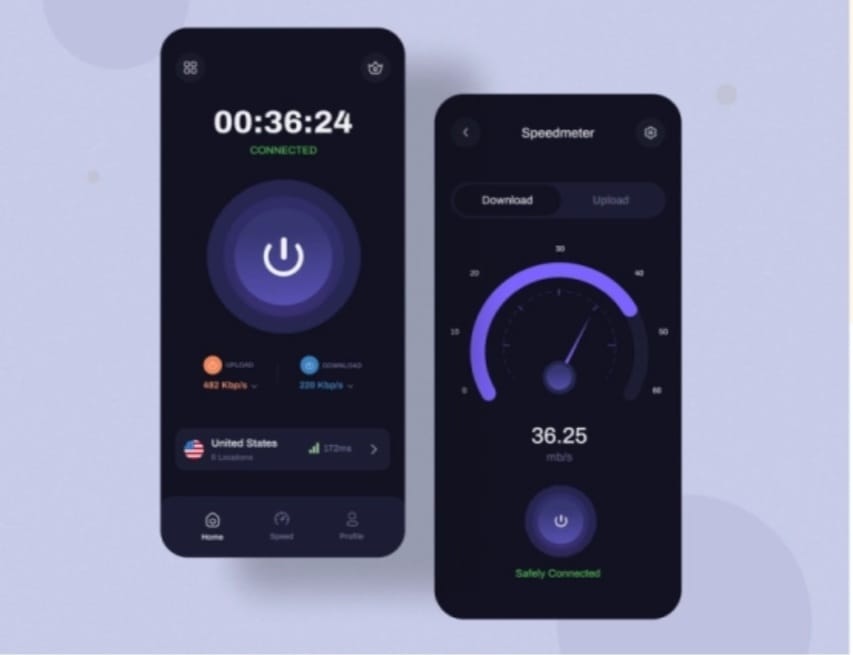 00:36:24
CONNECTED
UPLOAD DOWNLOAD
482 Kbp/s 220 Kbp/s
United States
Locations
172ms
Home Speed Profile
Speedmeter
Download Upload
30
20 40
10 50
0 60
36.25
mb/s
Safely Connected